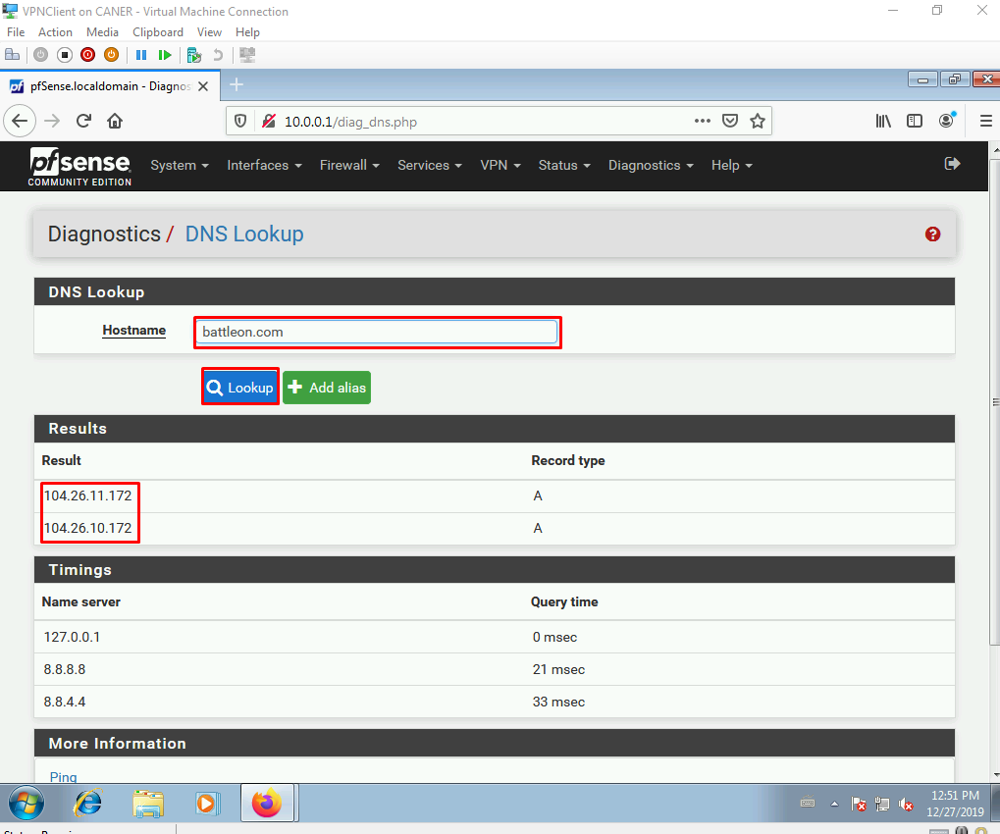 VPNClient on CANER - Virtual Machine Connection
File Action Media Clipboard View Help
pfSense.localdomain - Diagnos
10.0.0.1/diag_dns.php
pfsense
COMMUNITY EDITION
System Interfaces Firewall Services VPN Status Diagnostics Help
Diagnostics / DNS Lookup
DNS Lookup
Hostname battleon.com
Lookup Add alias
Results
Result Record type
104.26.11.172 A
104.26.10.172 A
Timings
Name server Query time
127.0.0.1 0 msec
8.8.8.8 21 msec
8.8.4.4 33 msec
More Information
Ping
12:51 PM
12/27/2019